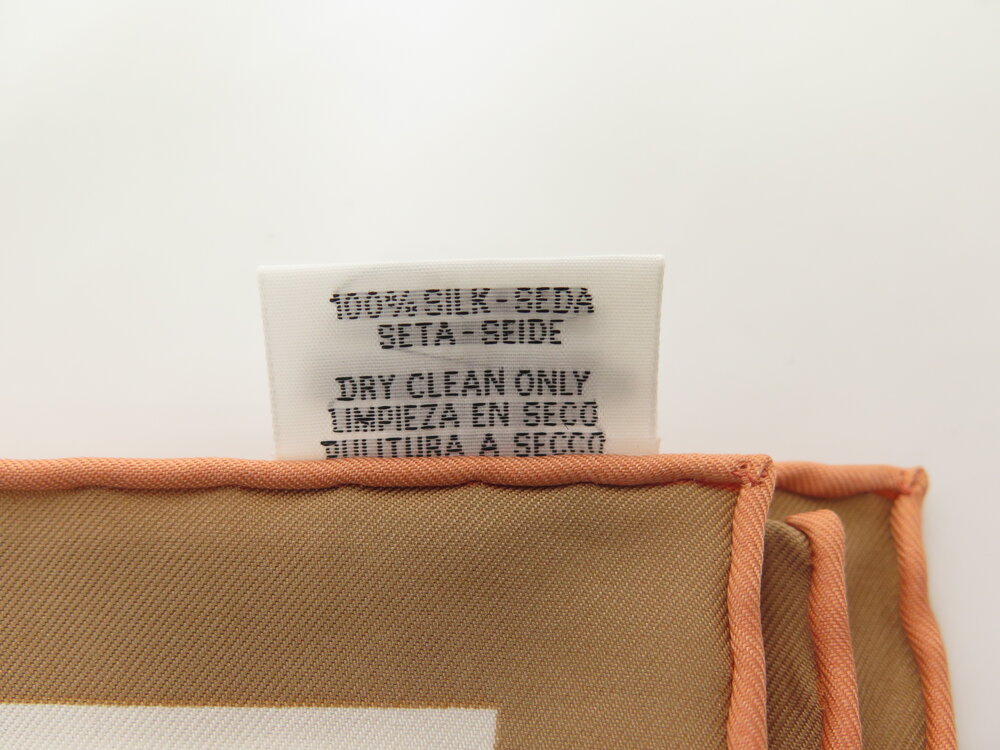 100% SILK - SEDA
SETA - SEIDE
DRY CLEAN ONLY
LIMPIEZA EN SECO
PULITURA A SECCO